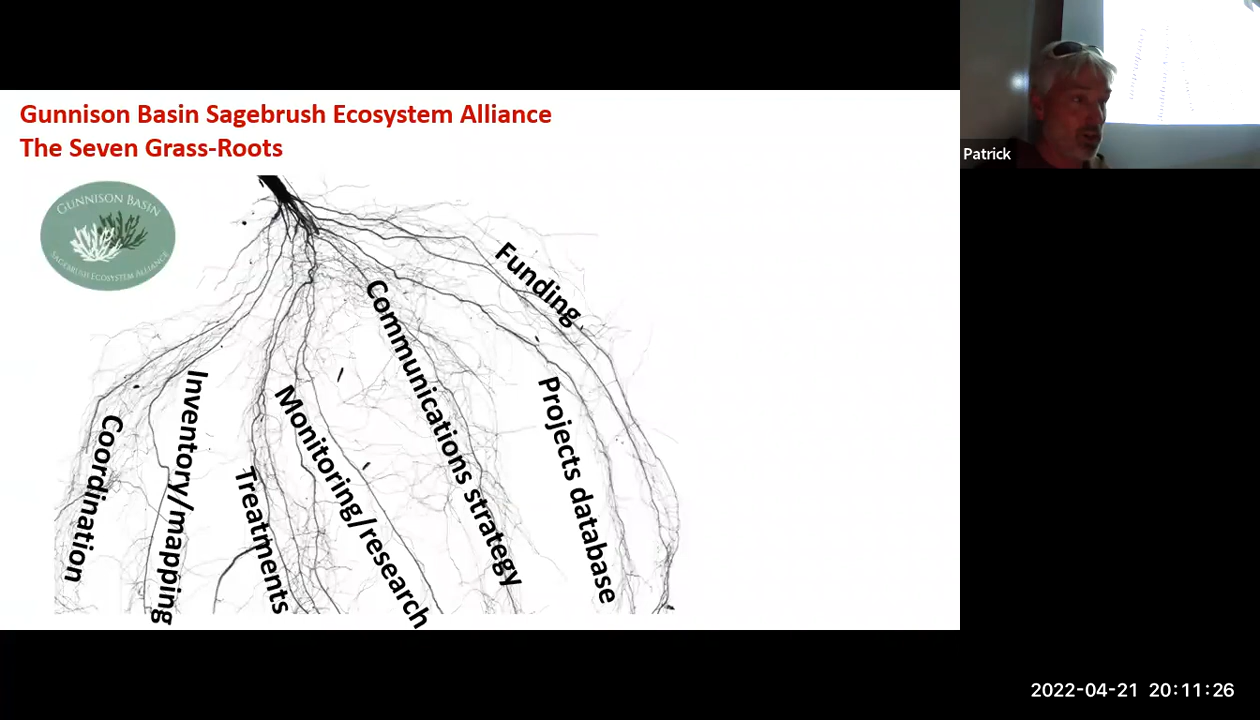 Gunnison Basin Sagebrush Ecosystem Alliance
The Seven Grass-Roots
GUNNISON BASIN
SAGEBRUSH ECOSYSTEM ALLIANCE
Coordination
Inventory/mapping
Treatments
Monitoring/research
Communications strategy
Projects database
Funding
Patrick
2022-04-21 20:11:26